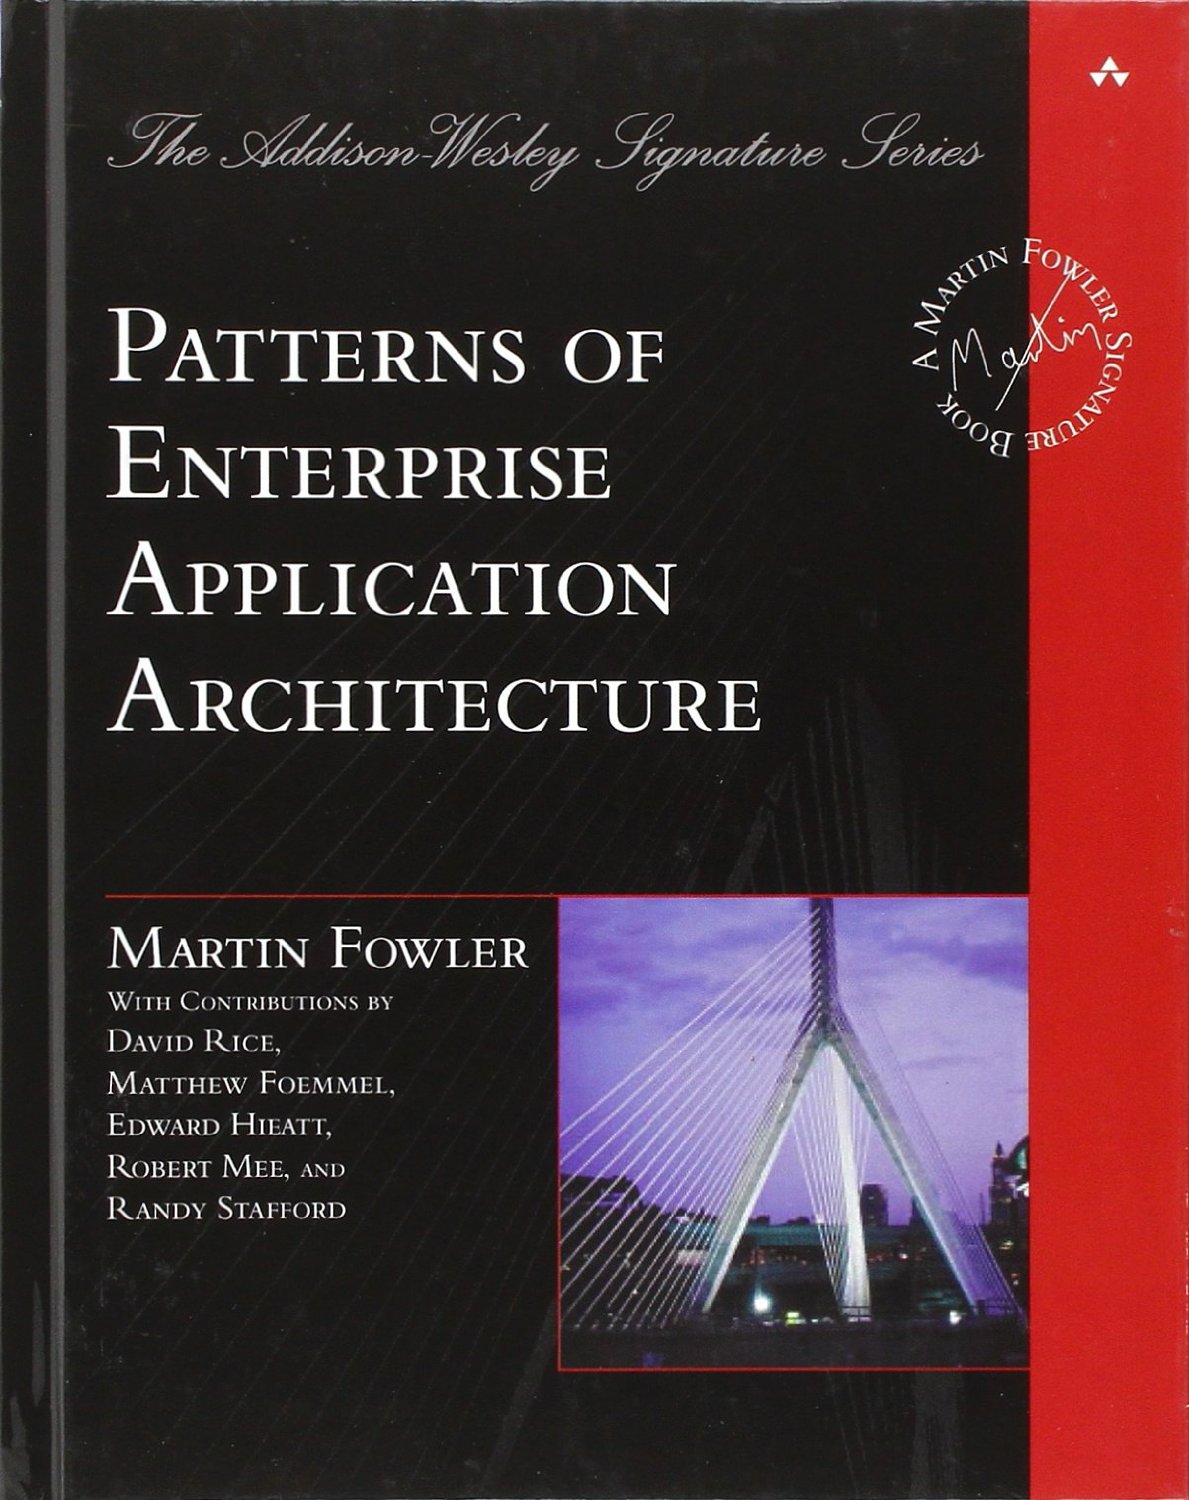 The Addison-Wesley Signature Series
A MARTIN FOWLER SIGNATURE BOOK
Martin
PATTERNS OF
ENTERPRISE
APPLICATION
ARCHITECTURE
MARTIN FOWLER
WITH CONTRIBUTIONS BY
DAVID RICE,
MATTHEW FOEMMEL,
EDWARD HIEATT,
ROBERT MEE, AND
RANDY STAFFORD